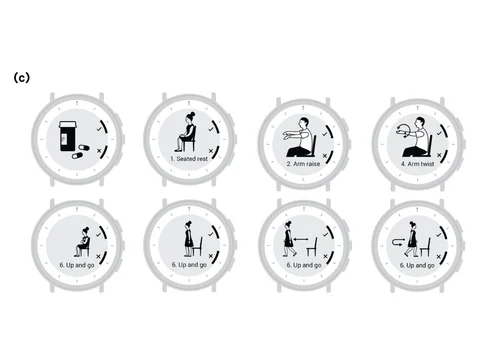 (c)
1. Seated rest
2. Arm raise
4. Arm twist
6. Up and go
6. Up and go
6. Up and go
6. Up and go